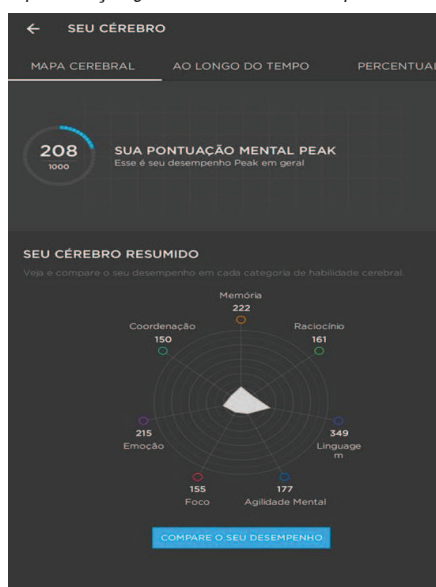 ← SEU CÉREBRO
MAPA CEREBRAL AO LONGO DO TEMPO PERCENTUAL
208
1000
SUA PONTUAÇÃO MENTAL PEAK
Esse é seu desempenho Peak em geral
SEU CÉREBRO RESUMIDO
Veja e compare o seu desempenho em cada categoria de habilidade cerebral.
Memória
222
Coordenação
150
Raciocínio
161
215
Emoção
349
Linguage
m
155
Foco
177
Agilidade Mental
COMPARE O SEU DESEMPENHO